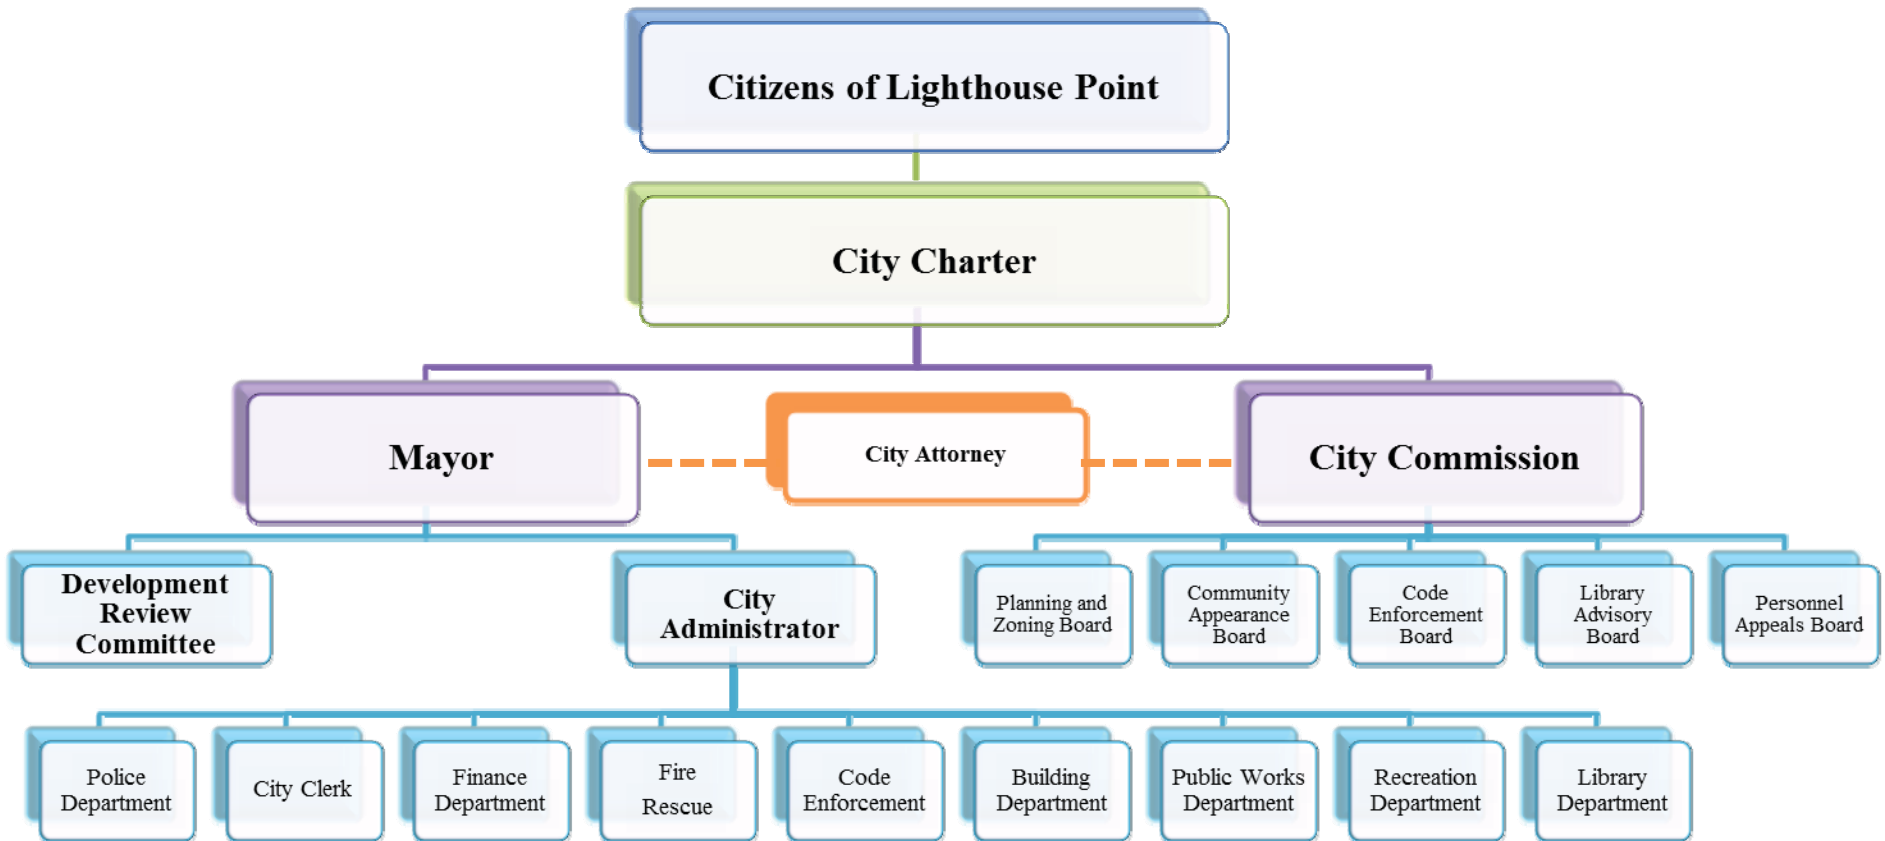 Citizens of Lighthouse Point
City Charter
Mayor
City Attorney
City Commission
Development
Review
Committee
City
Administrator
Planning and
Zoning Board
Community
Appearance
Board
Code
Enforcement
Board
Library
Advisory
Board
Personnel
Appeals Board
Police
Department
City Clerk
Finance
Department
Fire
Rescue
Code
Enforcement
Building
Department
Public Works
Department
Recreation
Department
Library
Department